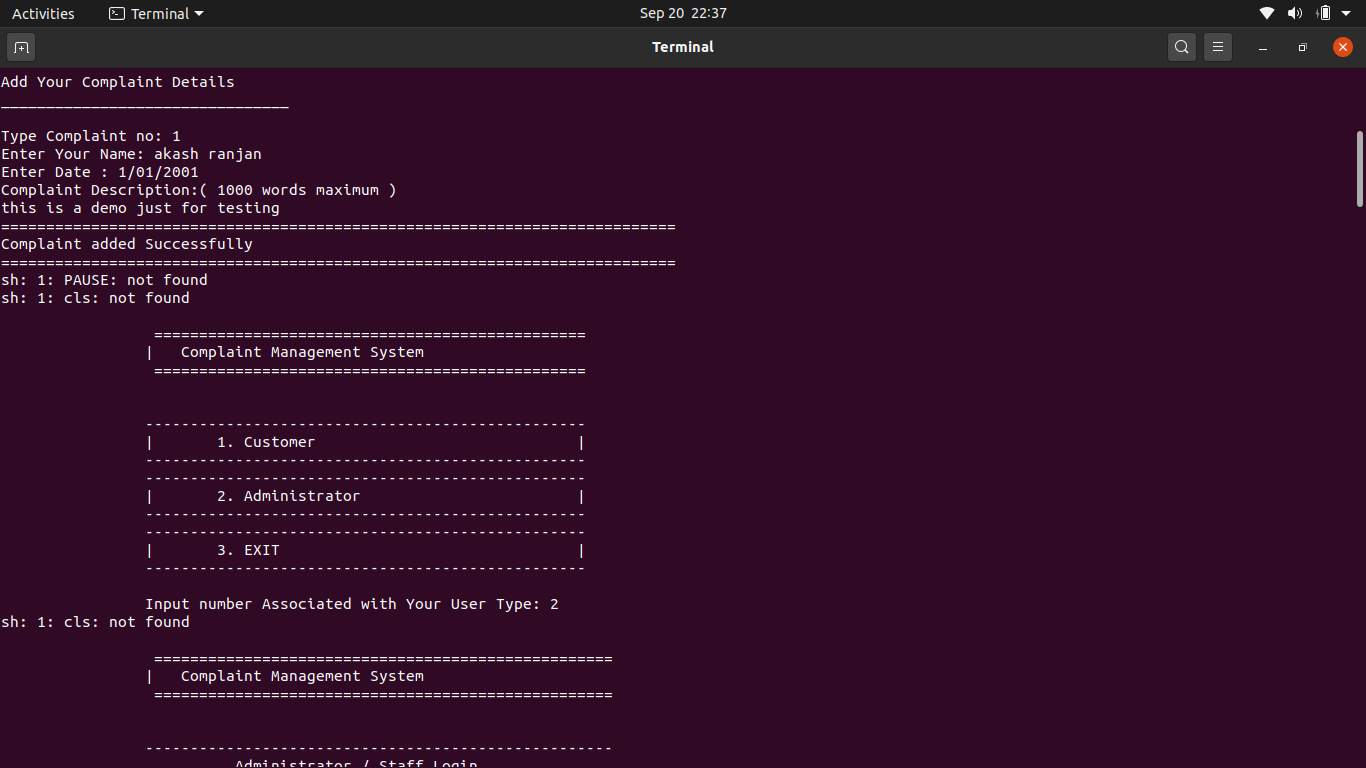 Activities Terminal Sep 20 22:37
Terminal
Add Your Complaint Details
________________________________
Type Complaint no: 1
Enter Your Name: akash ranjan
Enter Date : 1/01/2001
Complaint Description:( 1000 words maximum )
this is a demo just for testing
===========================================================================
Complaint added Successfully
===========================================================================
sh: 1: PAUSE: not found
sh: 1: cls: not found
================================================
| Complaint Management System
================================================
-------------------------------------------------
| 1. Customer |
-------------------------------------------------
-------------------------------------------------
| 2. Administrator |
-------------------------------------------------
-------------------------------------------------
| 3. EXIT |
-------------------------------------------------
Input number Associated with Your User Type: 2
sh: 1: cls: not found
===================================================
| Complaint Management System
===================================================
----------------------------------------------------
Administrator / Staff Login